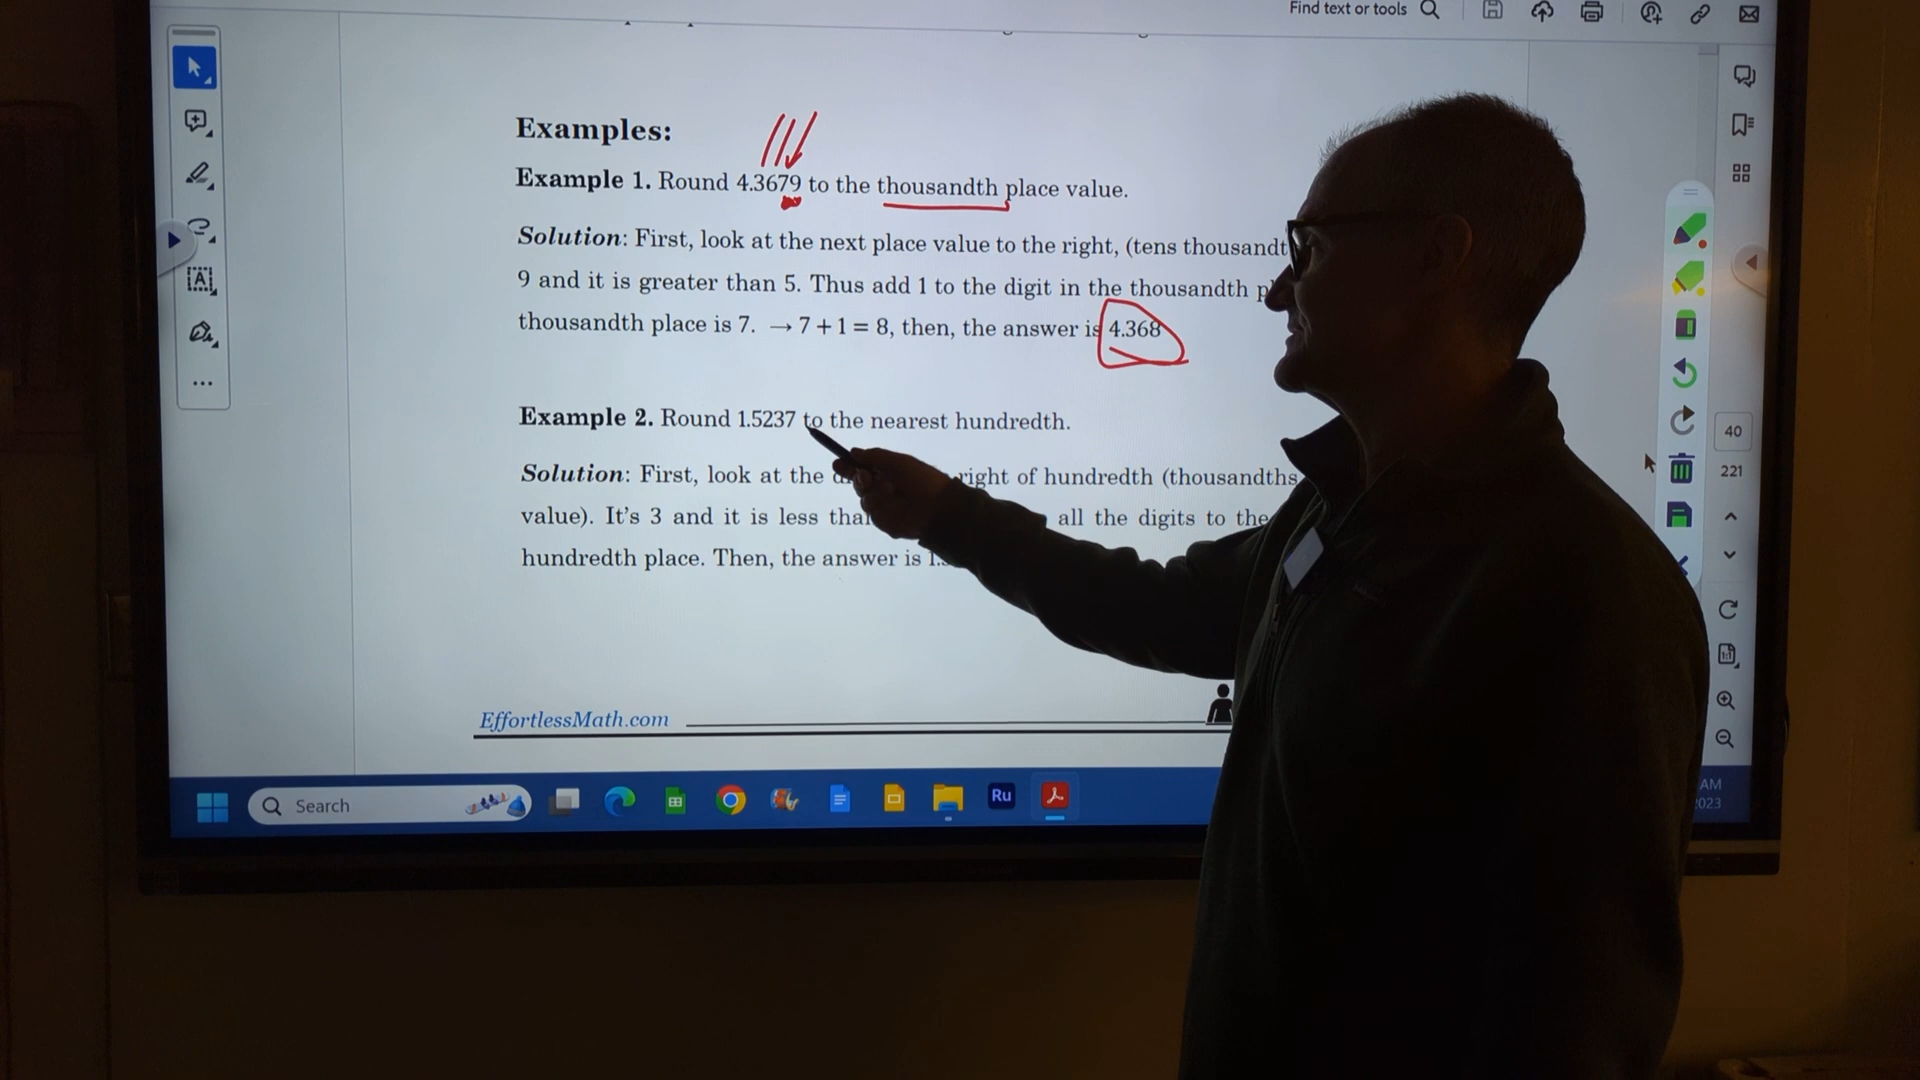 Find text or tools
Examples:
Example 1. Round 4.3679 to the thousandth place value.
Solution: First, look at the next place value to the right, (tens thousandt
9 and it is greater than 5. Thus add 1 to the digit in the thousandth
thousandth place is 7. → 7 + 1 = 8, then, the answer is 4.368
Example 2. Round 1.5237 to the nearest hundredth.
Solution: First, look at the right of hundredth (thousandths
value). It's 3 and it is less all the digits to the
hundredth place. Then, the answer is
EffortlessMath.com
40
221
Search
Ru
AM